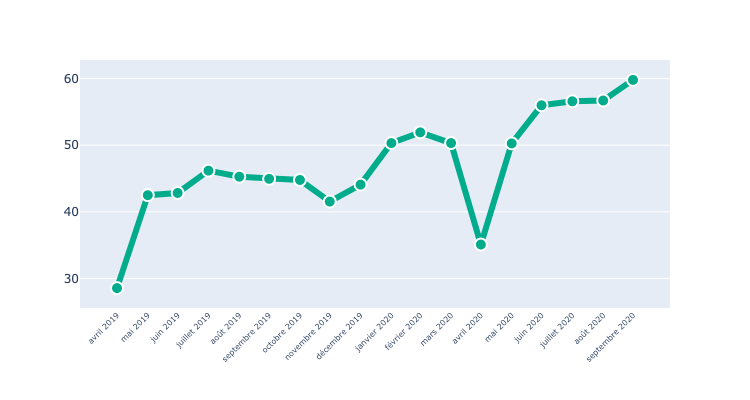 60
50
40
30
avril 2019
mai 2019
juin 2019
juillet 2019
août 2019
septembre 2019
octobre 2019
novembre 2019
décembre 2019
janvier 2020
février 2020
mars 2020
avril 2020
mai 2020
juin 2020
juillet 2020
août 2020
septembre 2020